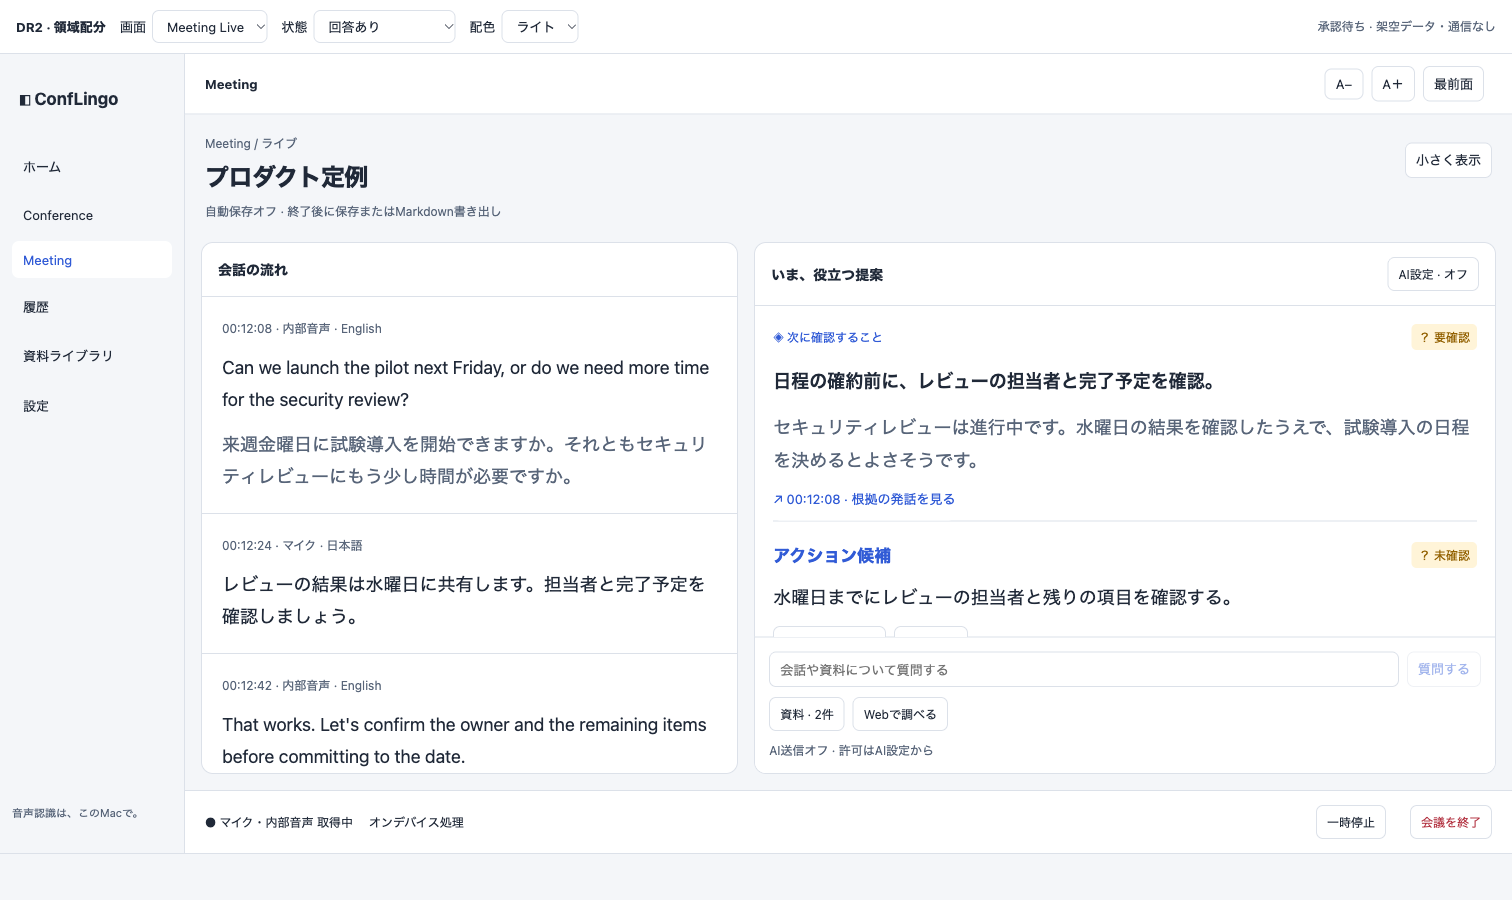 DR2 · 領域配分 画面 Meeting Live 状態 回答あり 配色 ライト 承認待ち · 架空データ・通信なし
ConfLingo
ホーム
Conference
Meeting
履歴
資料ライブラリ
設定
音声認識は、このMacで。
Meeting
A− A+ 最前面
Meeting / ライブ
プロダクト定例
自動保存オフ · 終了後に保存またはMarkdown書き出し
小さく表示
会話の流れ
00:12:08 · 内部音声 · English
Can we launch the pilot next Friday, or do we need more time
for the security review?
来週金曜日に試験導入を開始できますか。それともセキュリ
ティレビューにもう少し時間が必要ですか。
00:12:24 · マイク · 日本語
レビューの結果は水曜日に共有します。担当者と完了予定を
確認しましょう。
00:12:42 · 内部音声 · English
That works. Let's confirm the owner and the remaining items
before committing to the date.
いま、役立つ提案
AI設定 · オフ
◈ 次に確認すること
? 要確認
日程の確約前に、レビューの担当者と完了予定を確認。
セキュリティレビューは進行中です。水曜日の結果を確認したうえで、試験導入の日程
を決めるとよさそうです。
↗ 00:12:08 · 根拠の発話を見る
アクション候補
? 未確認
水曜日までにレビューの担当者と残りの項目を確認する。
会話や資料について質問する
質問する
資料 · 2件 Webで調べる
AI送信オフ · 許可はAI設定から
● マイク・内部音声 取得中 オンデバイス処理
一時停止 会議を終了